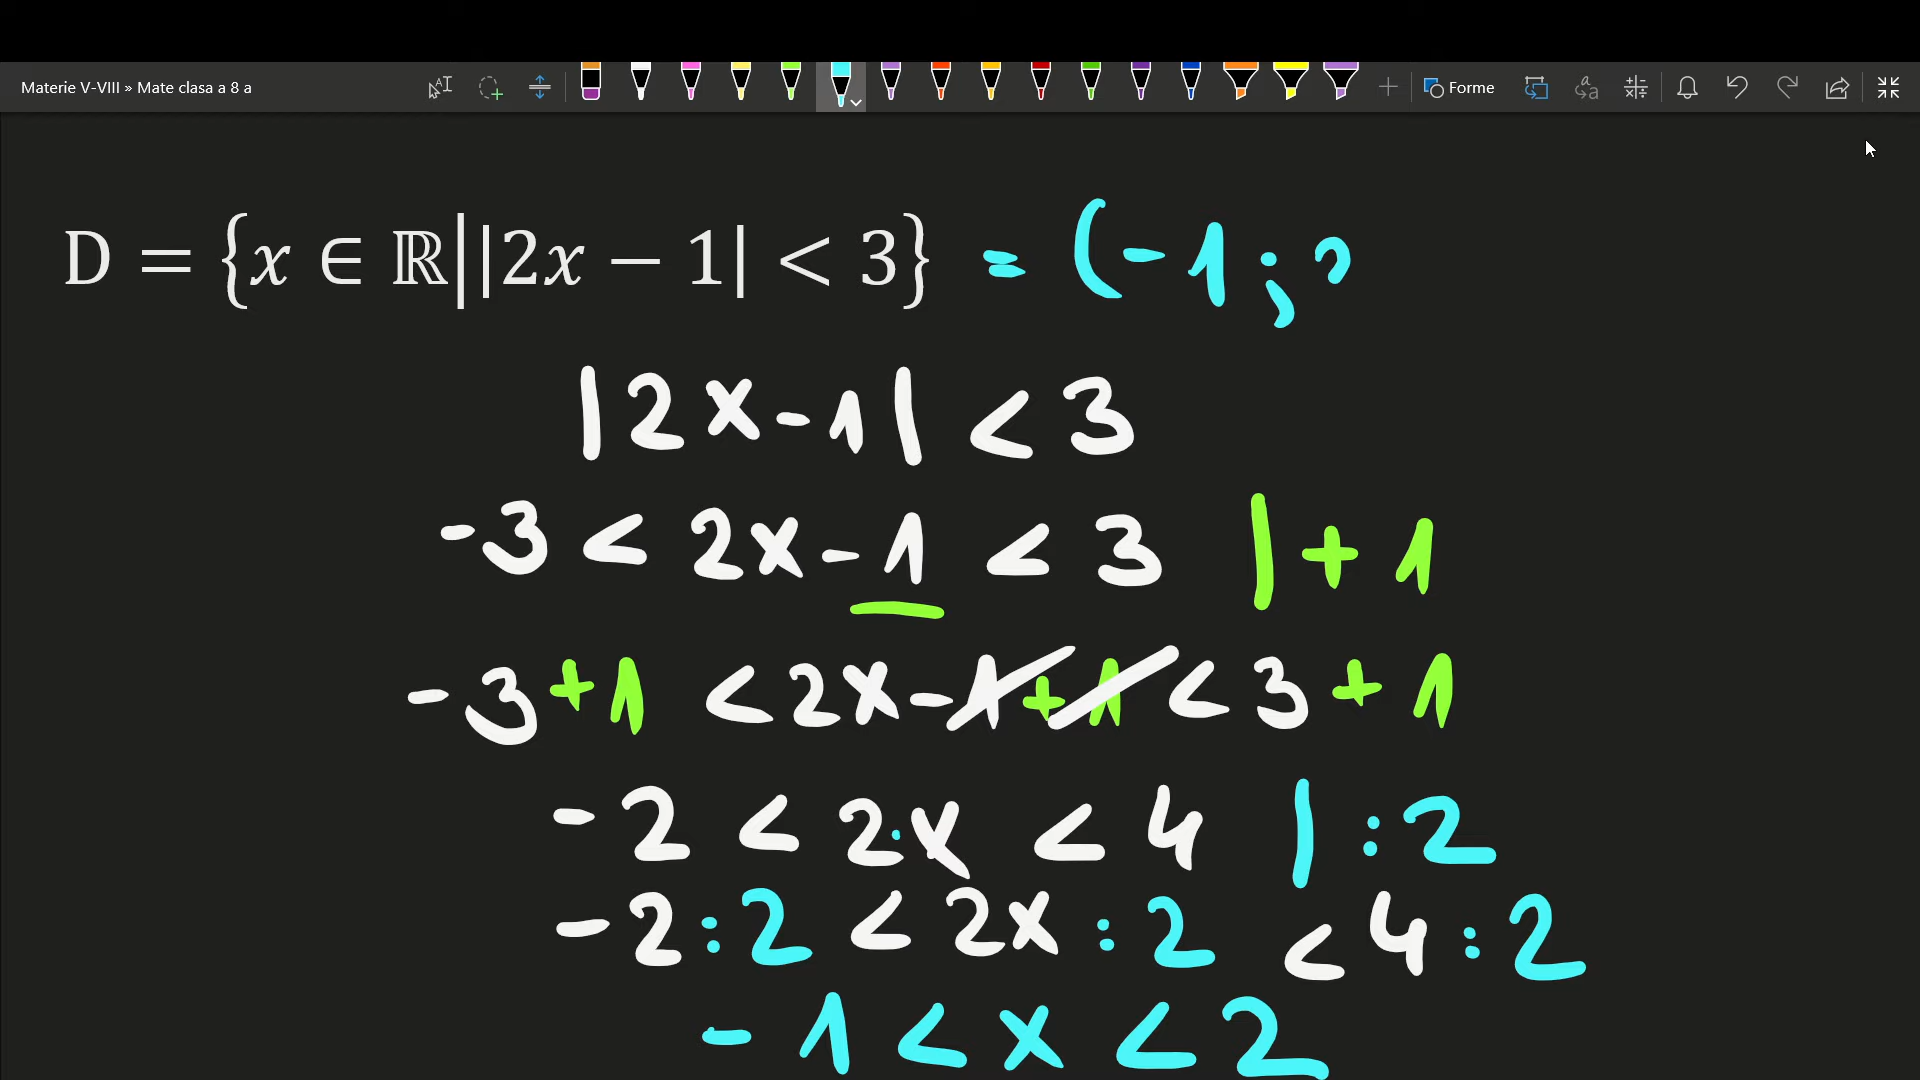 Materie V-VIII » Mate clasa a 8 a
Forme
D = {x ∈ ℝ||2x − 1| < 3} = (-1 ;
|2x-1| < 3
-3 < 2x-1 < 3 |+1
-3+1 <2x-1+1 <3+1
-2 < 2·x < 4 | :2
-2:2 < 2x:2 < 4:2
-1 < x < 2